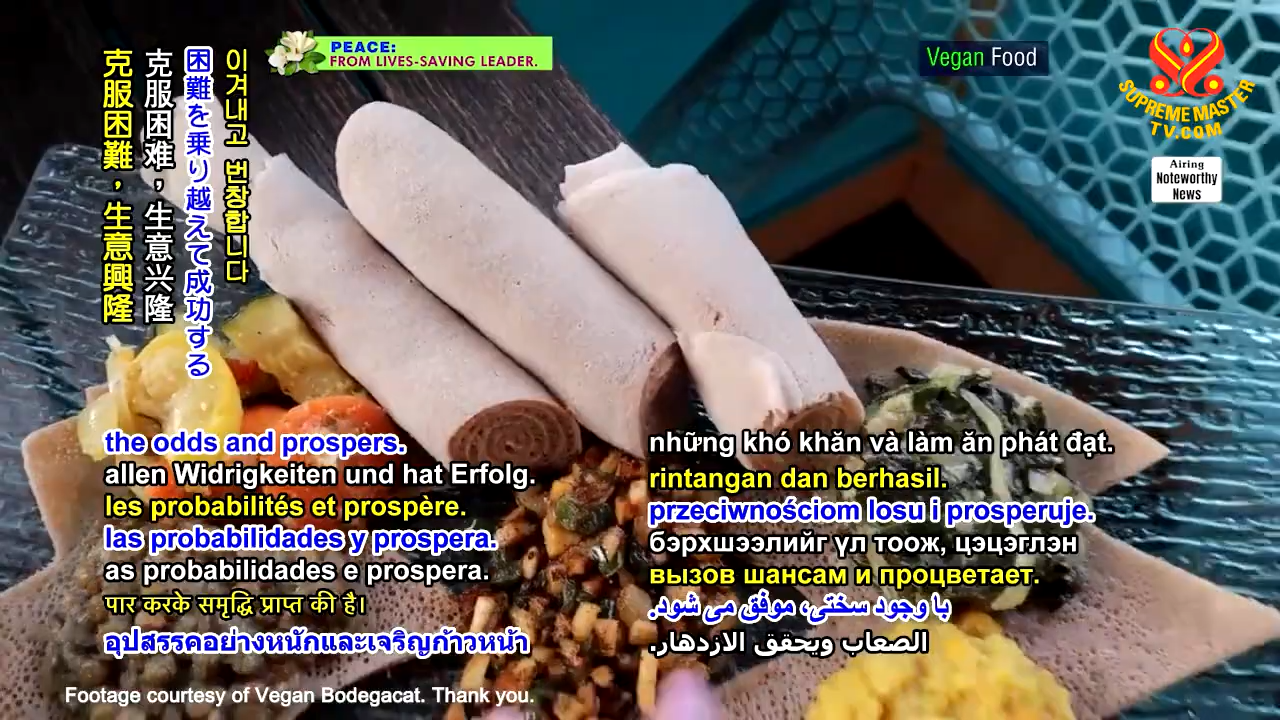 PEACE:
FROM LIVES-SAVING LEADER.
Vegan Food
SUPREME MASTER
TV.COM
Airing
Noteworthy
News
이겨내고 번창합니다
困難を乗り越えて成功する
克服困难，生意兴隆
克服困難，生意興隆
the odds and prospers.
allen Widrigkeiten und hat Erfolg.
les probabilités et prospère.
las probabilidades y prospera.
as probabilidades e prospera.
पार करके समृद्धि प्राप्त की है।
อุปสรรคอย่างหนักและเจริญก้าวหน้า
những khó khăn và làm ăn phát đạt.
rintangan dan berhasil.
przeciwnościom losu i prosperuje.
бэрхшээлийг үл тоож, цэцэглэн
вызов шансам и процветает.
با وجود سختی، موفق می شود.
الصعاب ويحقق الازدهار.
Footage courtesy of Vegan Bodegacat. Thank you.